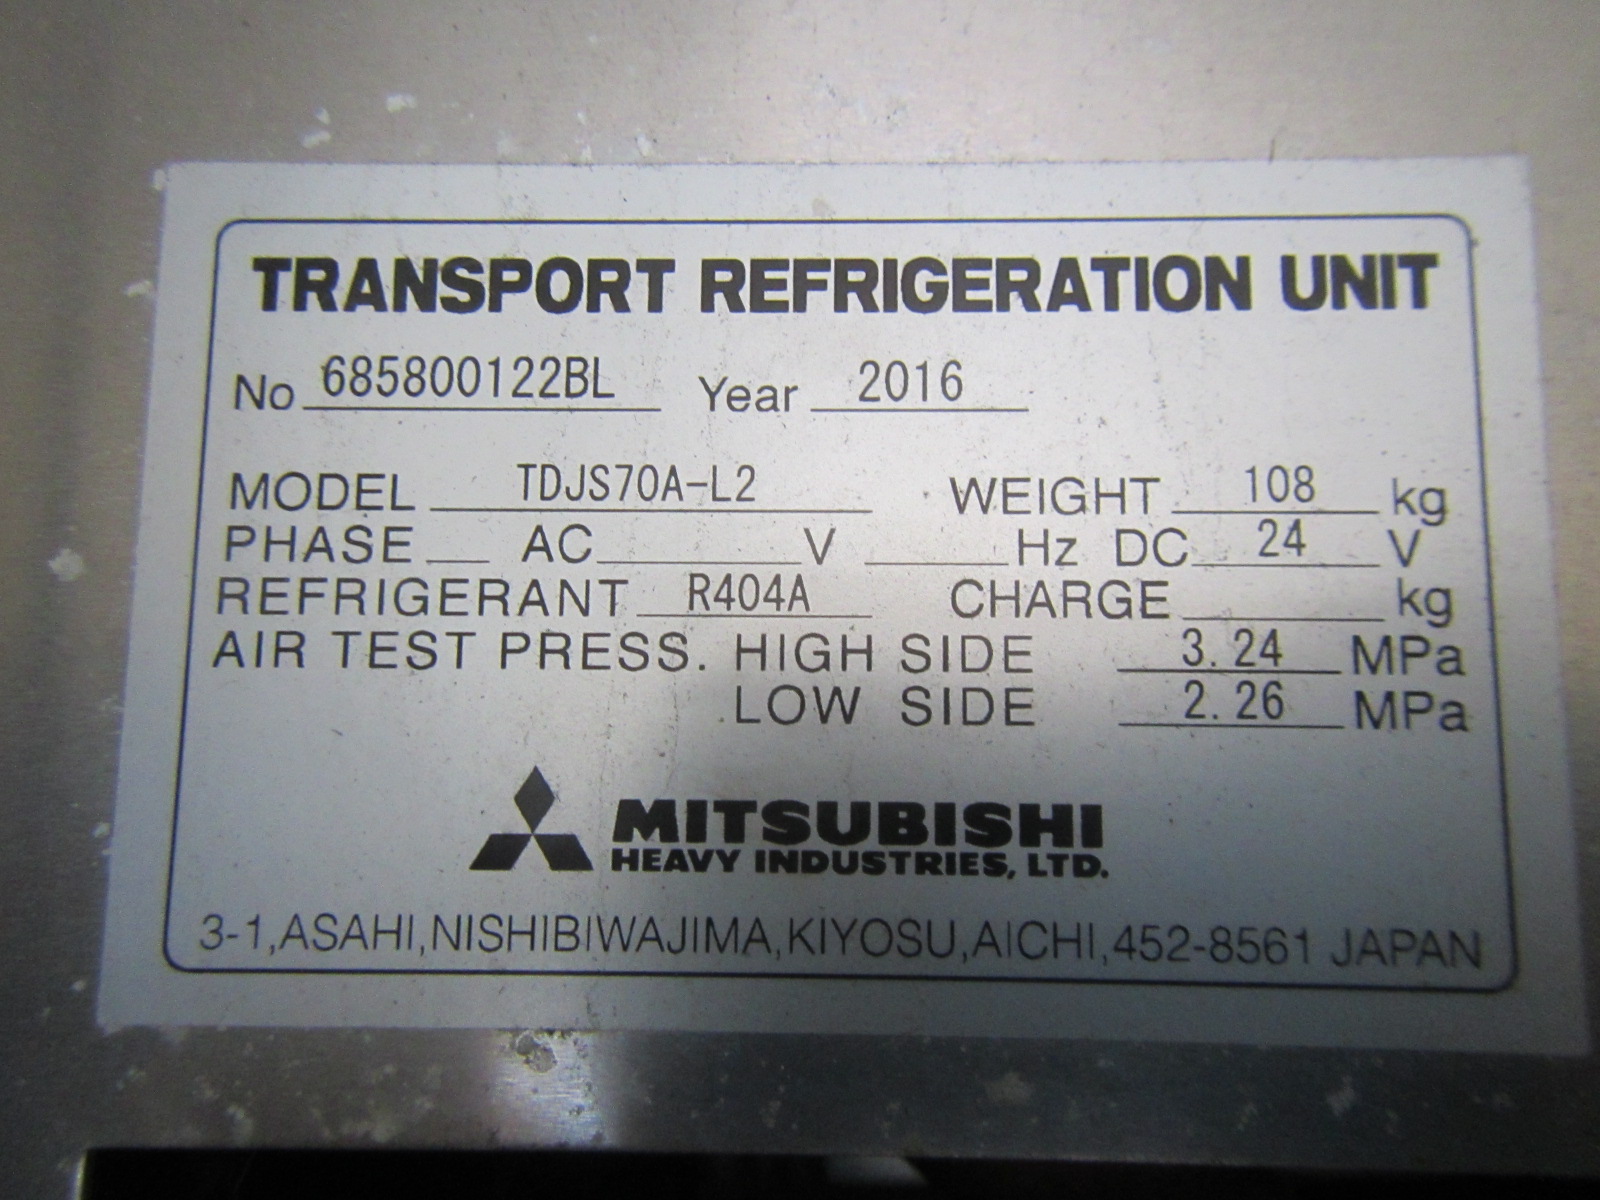 TRANSPORT REFRIGERATION UNIT
No 685800122BL Year 2016
MODEL TDJS70A-L2 WEIGHT 108 kg
PHASE AC V Hz DC 24 V
REFRIGERANT R404A CHARGE kg
AIR TEST PRESS. HIGH SIDE 3.24 MPa
LOW SIDE 2.26 MPa
MITSUBISHI
HEAVY INDUSTRIES, LTD.
3-1,ASAHI,NISHIBIWAJIMA,KIYOSU,AICHI,452-8561 JAPAN